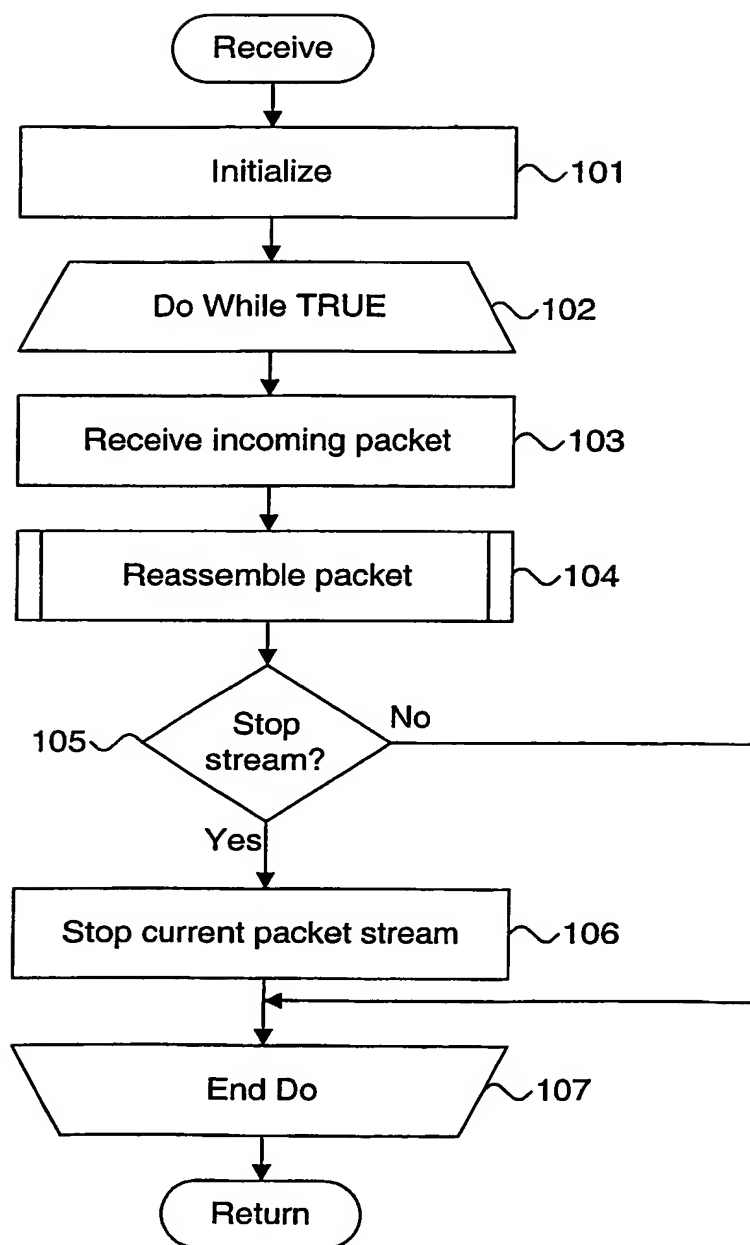 Receive
Initialize
101
Do While TRUE
102
Receive incoming packet
103
Reassemble packet
104
Stop
stream?
105
No
Yes
Stop current packet stream
106
End Do
107
Return